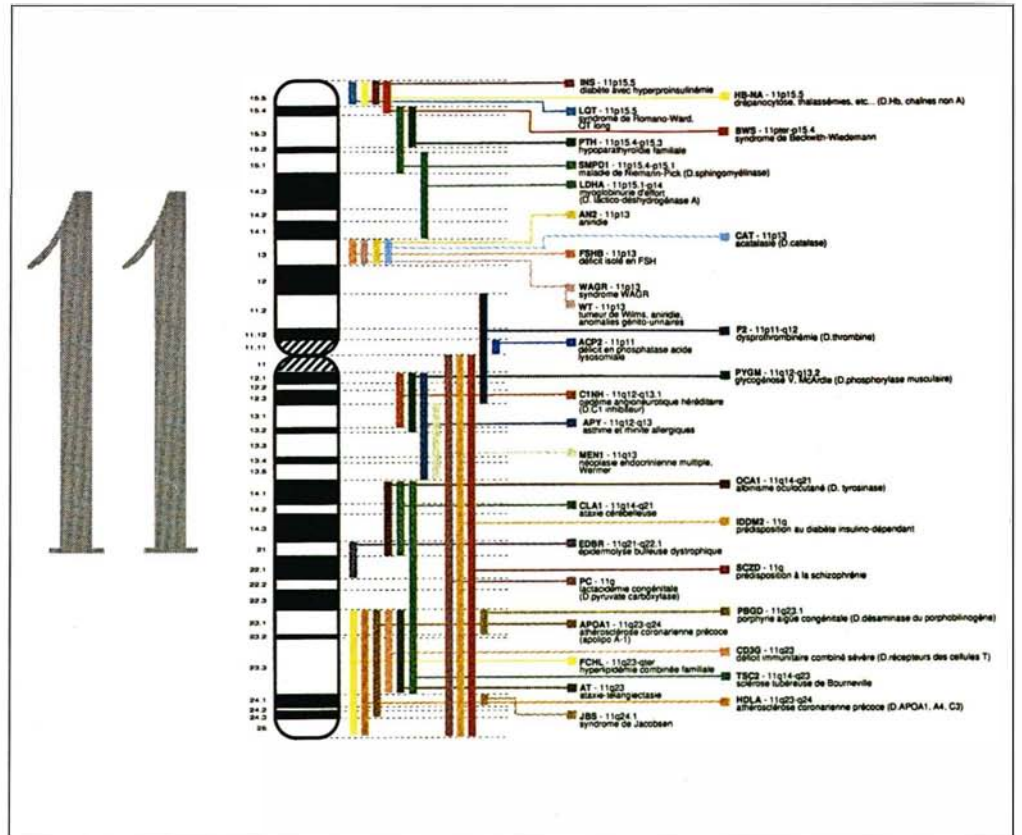 11
15.5
15.4
15.3
15.2
15.1
14.3
14.2
14.1
13
12
11.2
11.12
11.11
11
12.1
12.2
12.3
13.1
13.2
13.3
13.4
13.5
14.1
14.2
14.3
21
22.1
22.2
22.3
23.1
23.2
23.3
24.1
24.2
24.3
25
INS - 11p15.5
diabète avec hyperproinsulinémie
HB-NA - 11p15.5
drépanocytose, thalassémies, etc... (D.Hb, chaînes non A)
LQT - 11p15.5
syndrome de Romano-Ward,
QT long
BWS - 11pter-p15.4
syndrome de Beckwith-Wiedemann
PTH - 11p15.4-p15.3
hypoparathyroïdie familiale
SMPD1 - 11p15.4-p15.1
maladie de Niemann-Pick (D.sphingomyélinase)
LDHA - 11p15.1-p14
myoglobinurie d'effort
(D. lactico-déshydrogénase A)
AN2 - 11p13
aniridie
CAT - 11p13
acatalasie (D.catalase)
FSHB - 11p13
déficit isolé en FSH
WAGR - 11p13
syndrome WAGR
WT - 11p13
tumeur de Wilms, aniridie,
anomalies génito-urinaires
F2 - 11p11-q12
dysprothrombinémie (D.thrombine)
ACP2 - 11p11
déficit en phosphatase acide
lysosomiale
PYGM - 11q12-q13.2
glycogénose V, McArdle (D.phosphorylase musculaire)
C1NH - 11q12-q13.1
oedème angioneurotique héréditaire
(D.C1 inhibiteur)
APY - 11q12-q13
asthme et rhinite allergiques
MEN1 - 11q13
néoplasie endocrinienne multiple,
Wermer
OCA1 - 11q14-q21
albinisme oculocutané (D. tyrosinase)
CLA1 - 11q14-q21
ataxie cérébelleuse
IDDM2 - 11q
prédisposition au diabète insulino-dépendant
EDBR - 11q21-q22.1
épidermolyse bulleuse dystrophique
SCZD - 11q
prédisposition à la schizophrénie
PC - 11q
lactacidémie congénitale
(D.pyruvate carboxylase)
PBGD - 11q23.1
porphyrie aigüe congénitale (D.désaminase du porphobilinogène)
APOA1 - 11q23-q24
athérosclérose coronarienne précoce
(apolipo A-1)
CD3G - 11q23
déficit immunitaire combiné sévère (D.récepteurs des cellules T)
FCHL - 11q23-qter
hyperlipidémie combinée familiale
TSC2 - 11q14-q23
sclérose tubéreuse de Bourneville
AT - 11q23
ataxie-télangiectasie
HDLA - 11q23-q24
athérosclérose coronarienne précoce (D.APOA1, A4, C3)
JBS - 11q24.1
syndrome de Jacobsen